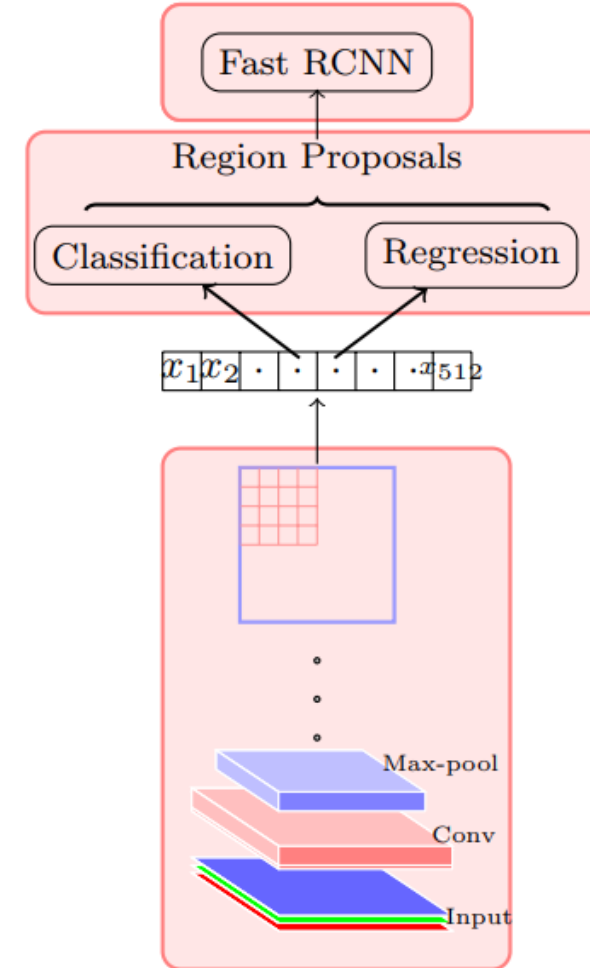 Fast RCNN
Region Proposals
Classification
Regression
x1 x2 · · · · · x512
Max-pool
Conv
Input